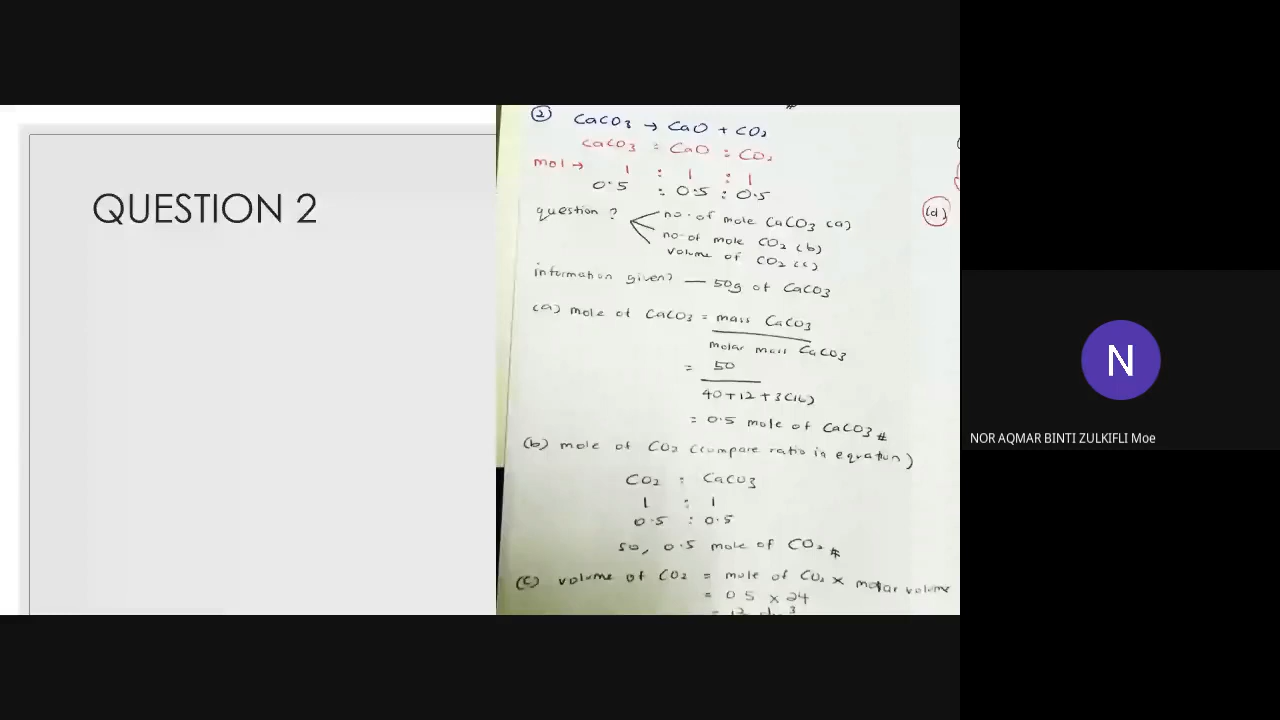 QUESTION 2
② CaCO₃ → CaO + CO₂
CaCO₃ : CaO : CO₂
mol → 1 : 1 : 1
0.5 : 0.5 : 0.5
question ? no. of mole CaCO₃ (a)
no. of mole CO₂ (b)
volume of CO₂ (c)
information given? — 50g of CaCO₃
(a) mole of CaCO₃ = mass CaCO₃
molar mass CaCO₃
= 50
40+12+3(16)
= 0.5 mole of CaCO₃ #
(b) mole of CO₂ (compare ratio in equation)
CO₂ : CaCO₃
1 : 1
0.5 : 0.5
so, 0.5 mole of CO₂ #
(c) volume of CO₂ = mole of CO₂ × molar volume
= 0.5 × 24
= 12 dm³
(d)
N
NOR AQMAR BINTI ZULKIFLI Moe